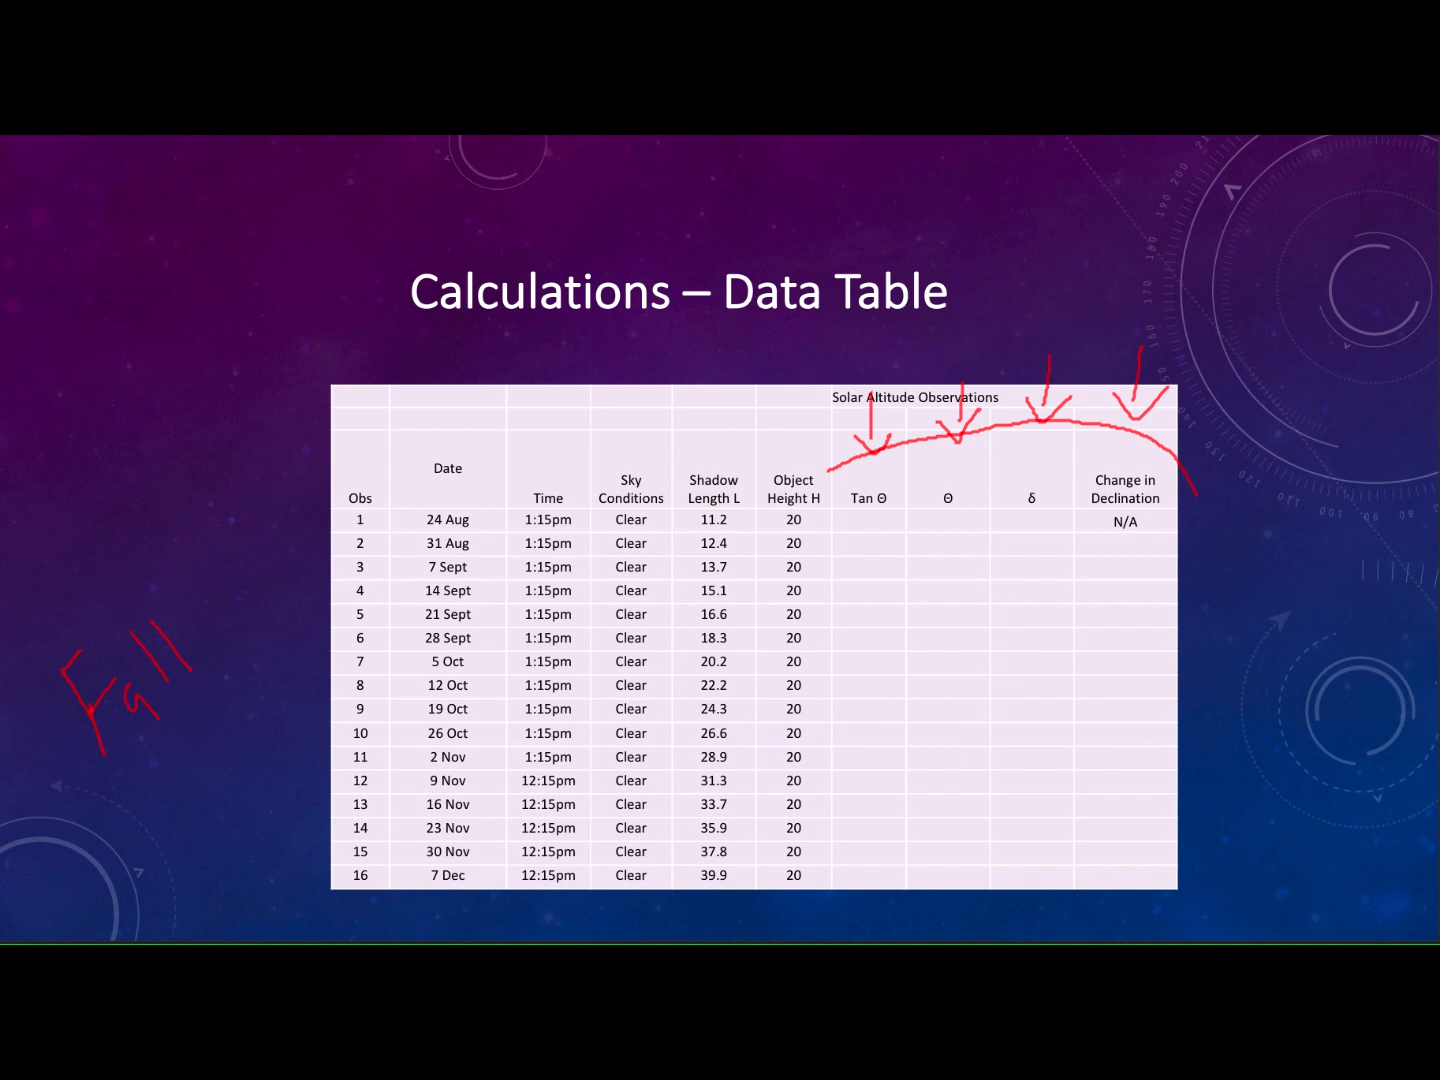 Calculations – Data Table
Solar Altitude Observations
Obs Date Time Sky Conditions Shadow Length L Object Height H Tan Θ Θ δ Change in Declination
1 24 Aug 1:15pm Clear 11.2 20 N/A
2 31 Aug 1:15pm Clear 12.4 20
3 7 Sept 1:15pm Clear 13.7 20
4 14 Sept 1:15pm Clear 15.1 20
5 21 Sept 1:15pm Clear 16.6 20
6 28 Sept 1:15pm Clear 18.3 20
7 5 Oct 1:15pm Clear 20.2 20
8 12 Oct 1:15pm Clear 22.2 20
9 19 Oct 1:15pm Clear 24.3 20
10 26 Oct 1:15pm Clear 26.6 20
11 2 Nov 1:15pm Clear 28.9 20
12 9 Nov 12:15pm Clear 31.3 20
13 16 Nov 12:15pm Clear 33.7 20
14 23 Nov 12:15pm Clear 35.9 20
15 30 Nov 12:15pm Clear 37.8 20
16 7 Dec 12:15pm Clear 39.9 20
Fall